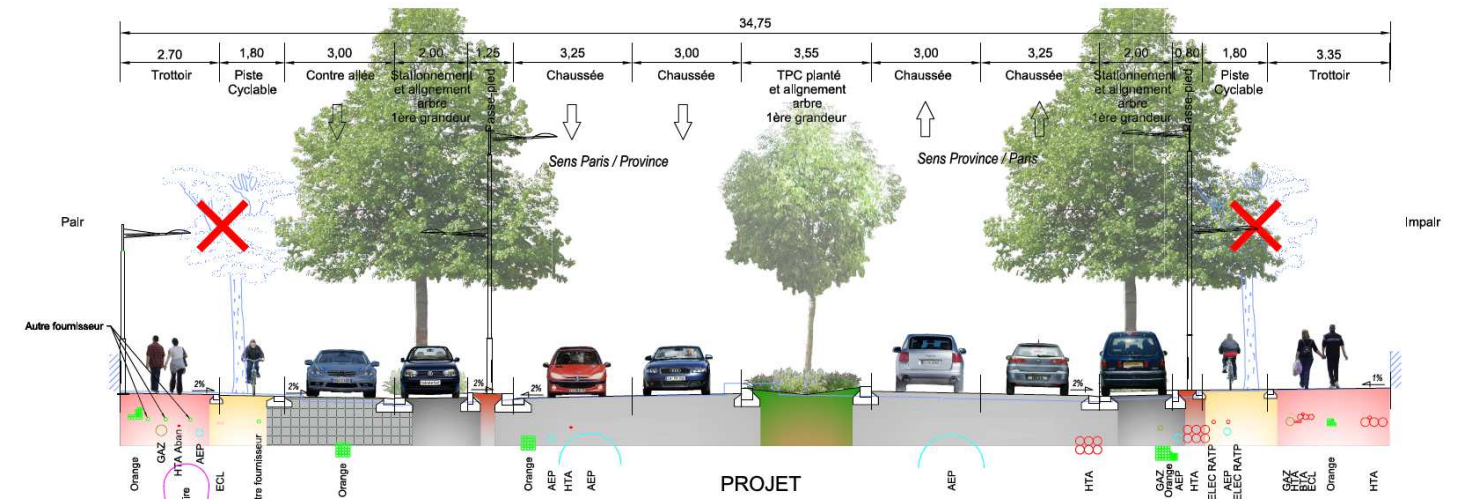 34,75
2.70
1,80
3,00
2.00
1.25
3,25
3,00
3,55
3,00
3,25
2.00
0.80
1,80
3.35
Trottoir
Piste
Cyclable
Contre allée
Stationnement
et alignement
arbre
1ère grandeur
Passe-pied
Chaussée
Chaussée
TPC planté
et alignement
arbre
1ère grandeur
Chaussée
Chaussée
Stationnement
et alignement
arbre
1ère grandeur
Passe-pied
Piste
Cyclable
Trottoir
Sens Paris / Province
Sens Province / Paris
Pair
Impair
Autre fournisseur
2%
2%
2%
2%
2%
1%
Orange
GAZ
HTA Aban
AEP
ECL
fournisseur
Orange
Orange
AEP
HTA
AEP
PROJET
AEP
HTA
GAZ
Orange
AEP
HTA
ELEC RATP
AEP
ELEC RATP
GAZ
HTA
BTA
ECL
Orange
HTA